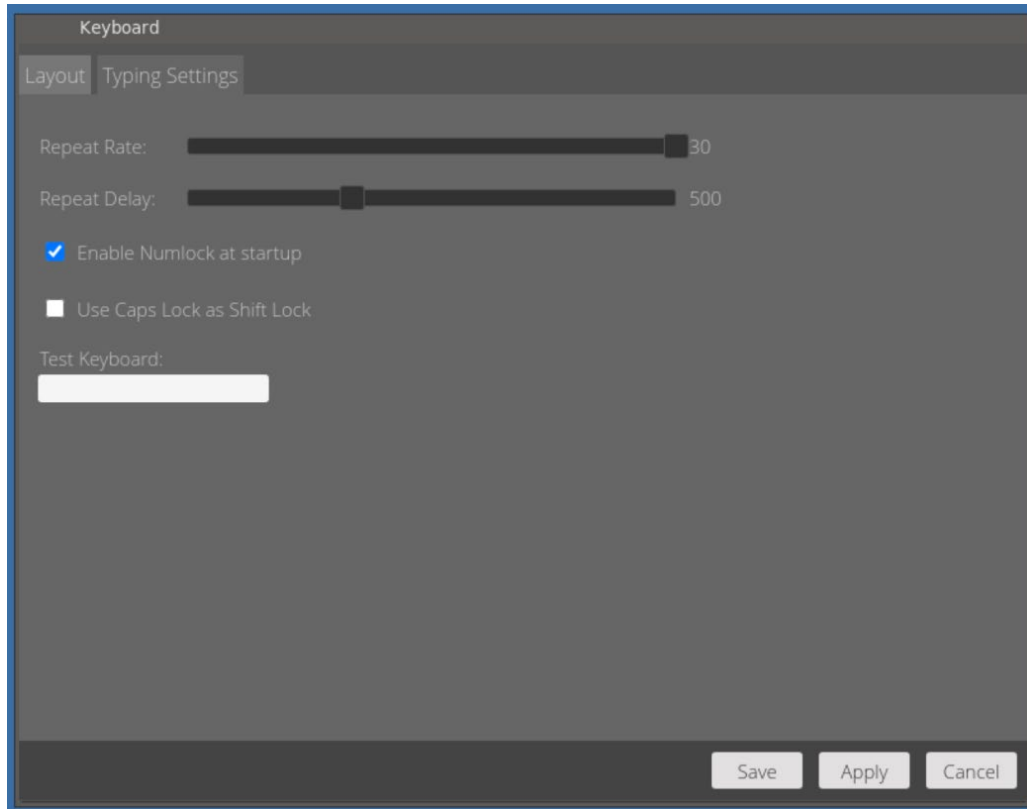 Keyboard
Layout Typing Settings
Repeat Rate: 30
Repeat Delay: 500
Enable Numlock at startup
Use Caps Lock as Shift Lock
Test Keyboard:
Save Apply Cancel